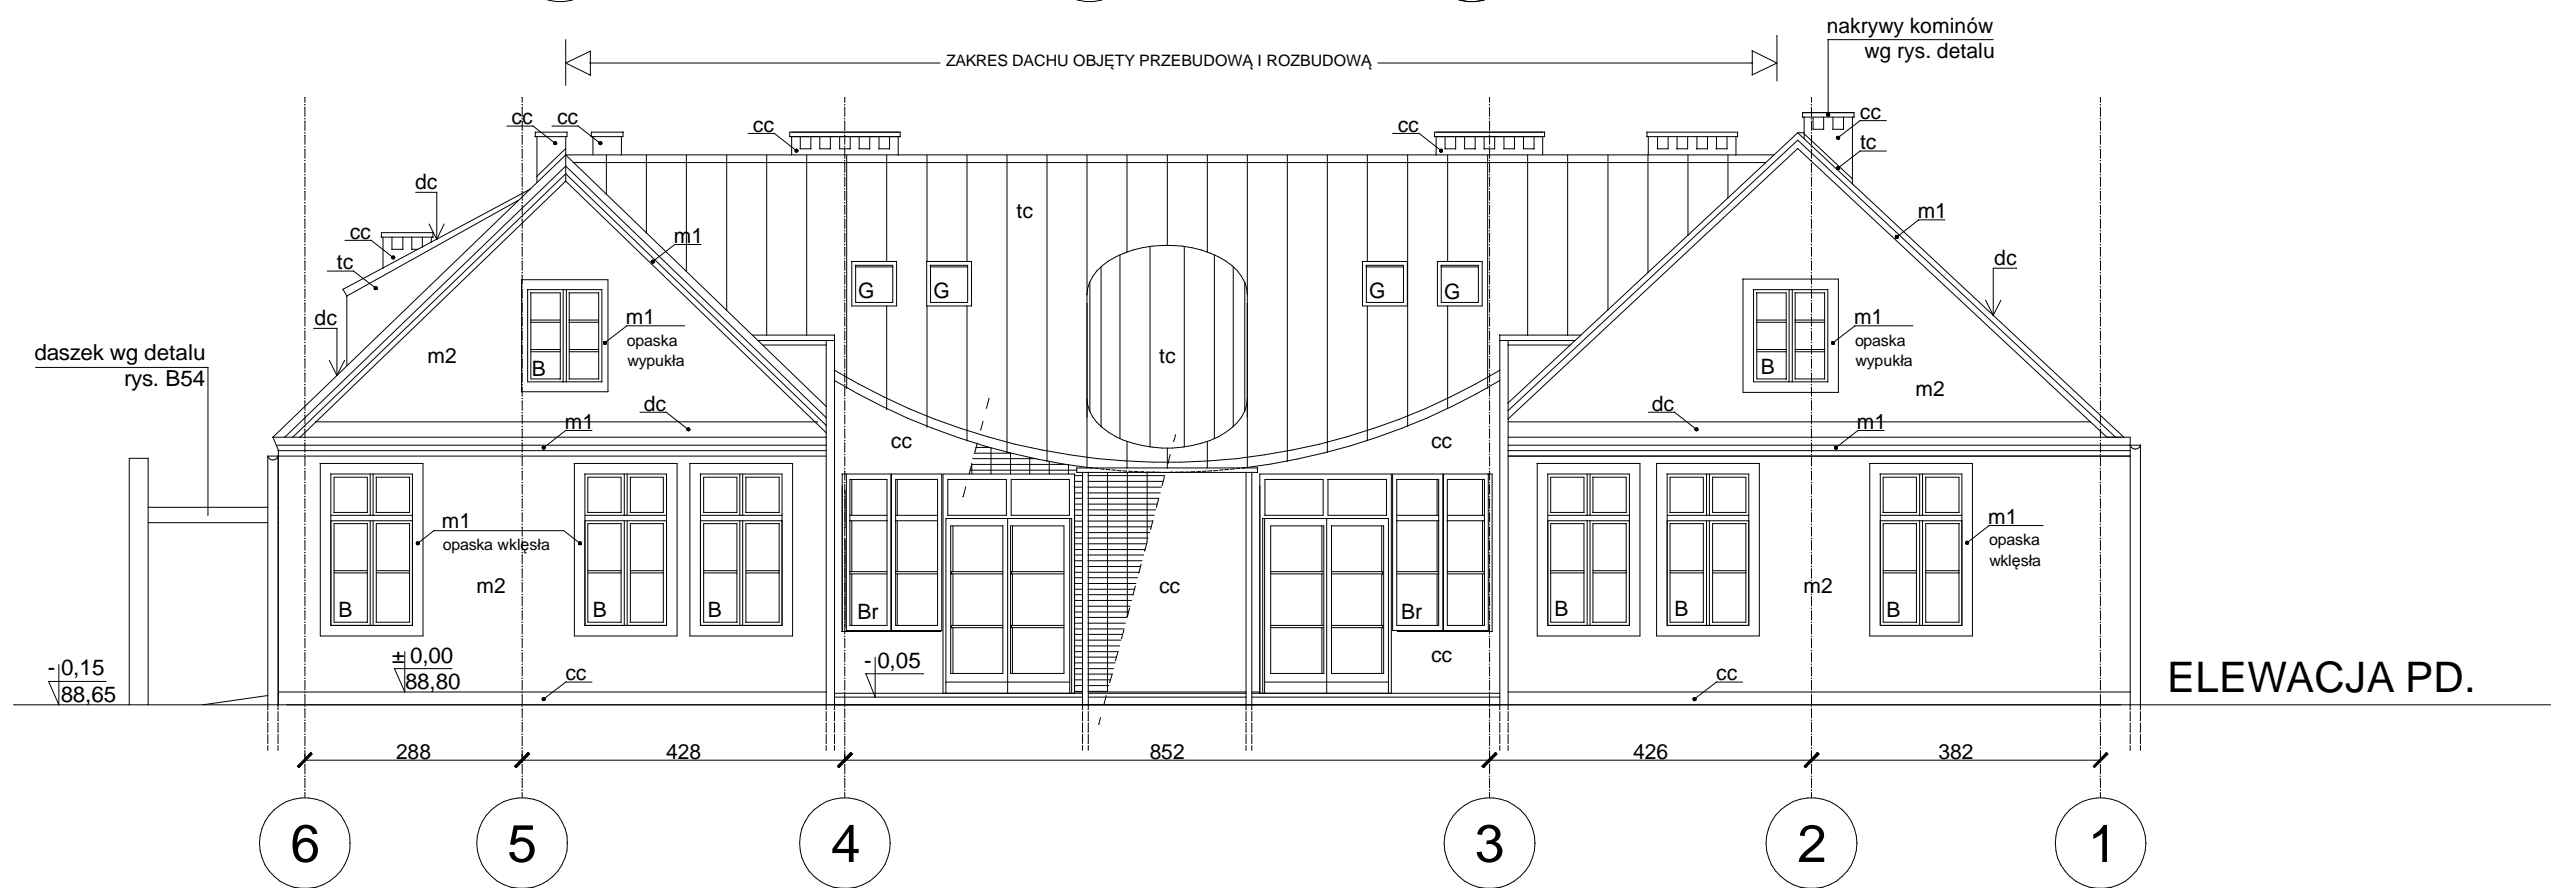 nakrywy kominów
wg rys. detalu
ZAKRES DACHU OBJĘTY PRZEBUDOWĄ I ROZBUDOWĄ
cc
cc
cc
cc
cc
tc
dc
cc
tc
dc
m1
tc
m1
dc
G
G
G
G
m1
opaska
wypukła
m1
opaska
wypukła
daszek wg detalu
rys. B54
m2
B
tc
B
m2
dc
m1
cc
cc
dc
m1
m1
opaska wklęsła
m1
opaska
wklęsła
m2
cc
m2
B
B
B
Br
Br
B
B
B
-0,15
88,65
±0,00
88,80
cc
-0,05
cc
cc
ELEWACJA PD.
288
428
852
426
382
6
5
4
3
2
1